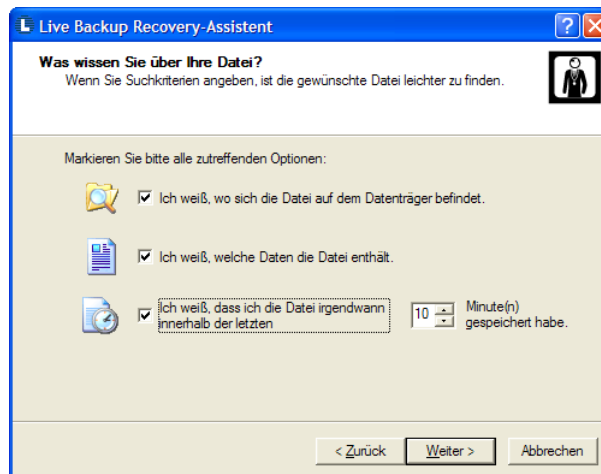 Live Backup Recovery-Assistent
Was wissen Sie über Ihre Datei?
Wenn Sie Suchkriterien angeben, ist die gewünschte Datei leichter zu finden.
Markieren Sie bitte alle zutreffenden Optionen:
Ich weiß, wo sich die Datei auf dem Datenträger befindet.
Ich weiß, welche Daten die Datei enthält.
Ich weiß, dass ich die Datei irgendwann
innerhalb der letzten
10
Minute(n)
gespeichert habe.
< Zurück
Weiter >
Abbrechen